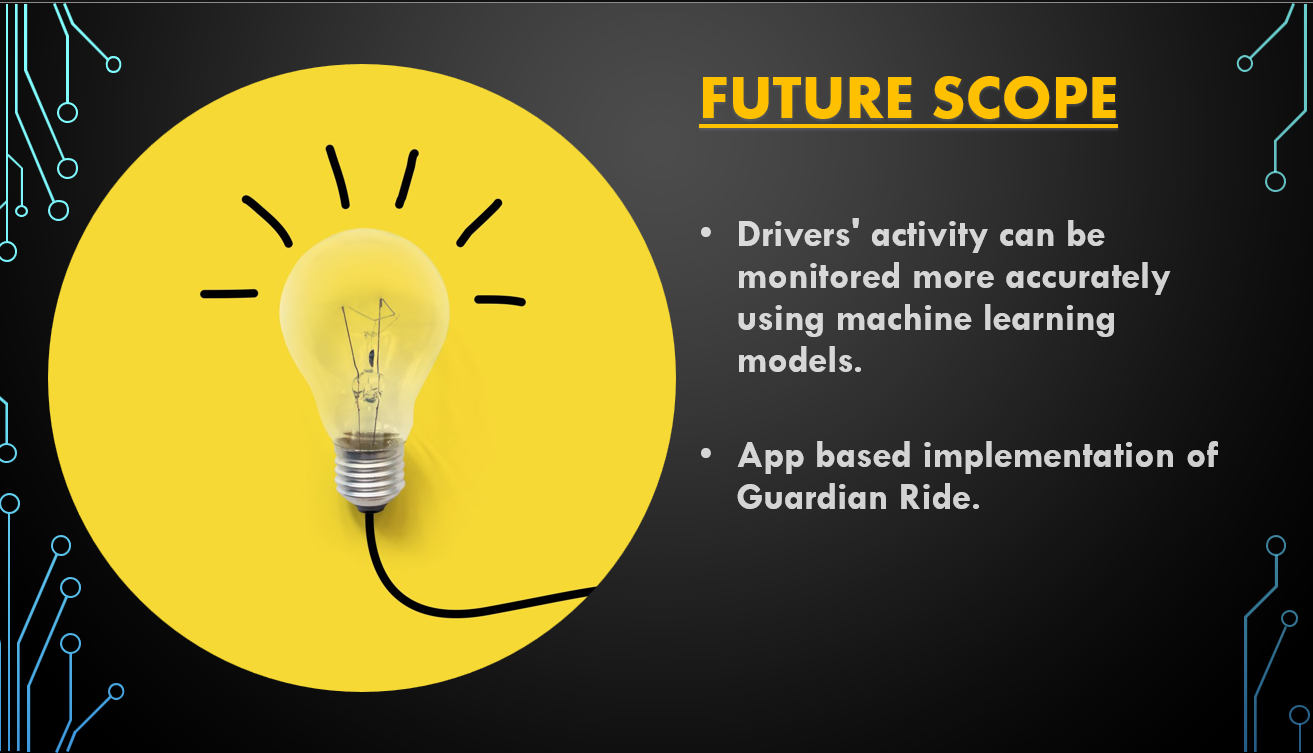 FUTURE SCOPE
• Drivers' activity can be
monitored more accurately
using machine learning
models.
• App based implementation of
Guardian Ride.